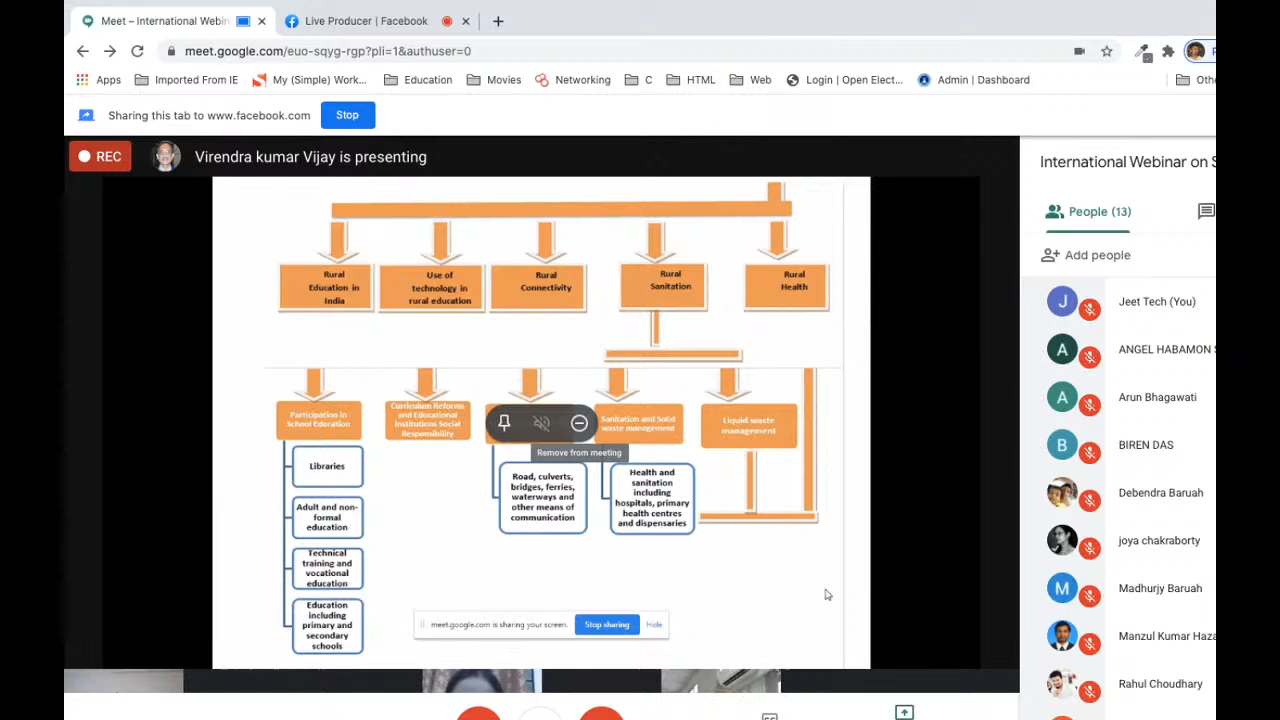 Meet – International Webin
Live Producer | Facebook
meet.google.com/euo-sqyg-rgp?pli=1&authuser=0
Apps
Imported From IE
My (Simple) Work...
Education
Movies
Networking
C
HTML
Web
Login | Open Elect...
Admin | Dashboard
Othe
Sharing this tab to www.facebook.com
Stop
REC
Virendra kumar Vijay is presenting
Rural
Education in
India
Use of
technology in
rural education
Rural
Connectivity
Rural
Sanitation
Rural
Health
Participation in
School Education
Curriculum Reforms
and Educational
Institutions Social
Responsibility
Sanitation and Solid
waste management
Liquid waste
management
Remove from meeting
Libraries
Adult and non-
formal
education
Technical
training and
vocational
education
Education
including
primary and
secondary
schools
Road, culverts,
bridges, ferries,
waterways and
other means of
communication
Health and
sanitation
including
hospitals, primary
health centres
and dispensaries
meet.google.com is sharing your screen.
Stop sharing
Hide
International Webinar on S
People (13)
Add people
J
Jeet Tech (You)
A
ANGEL HABAMON S
A
Arun Bhagawati
B
BIREN DAS
Debendra Baruah
joya chakraborty
M
Madhurjy Baruah
Manzul Kumar Haza
Rahul Choudhary